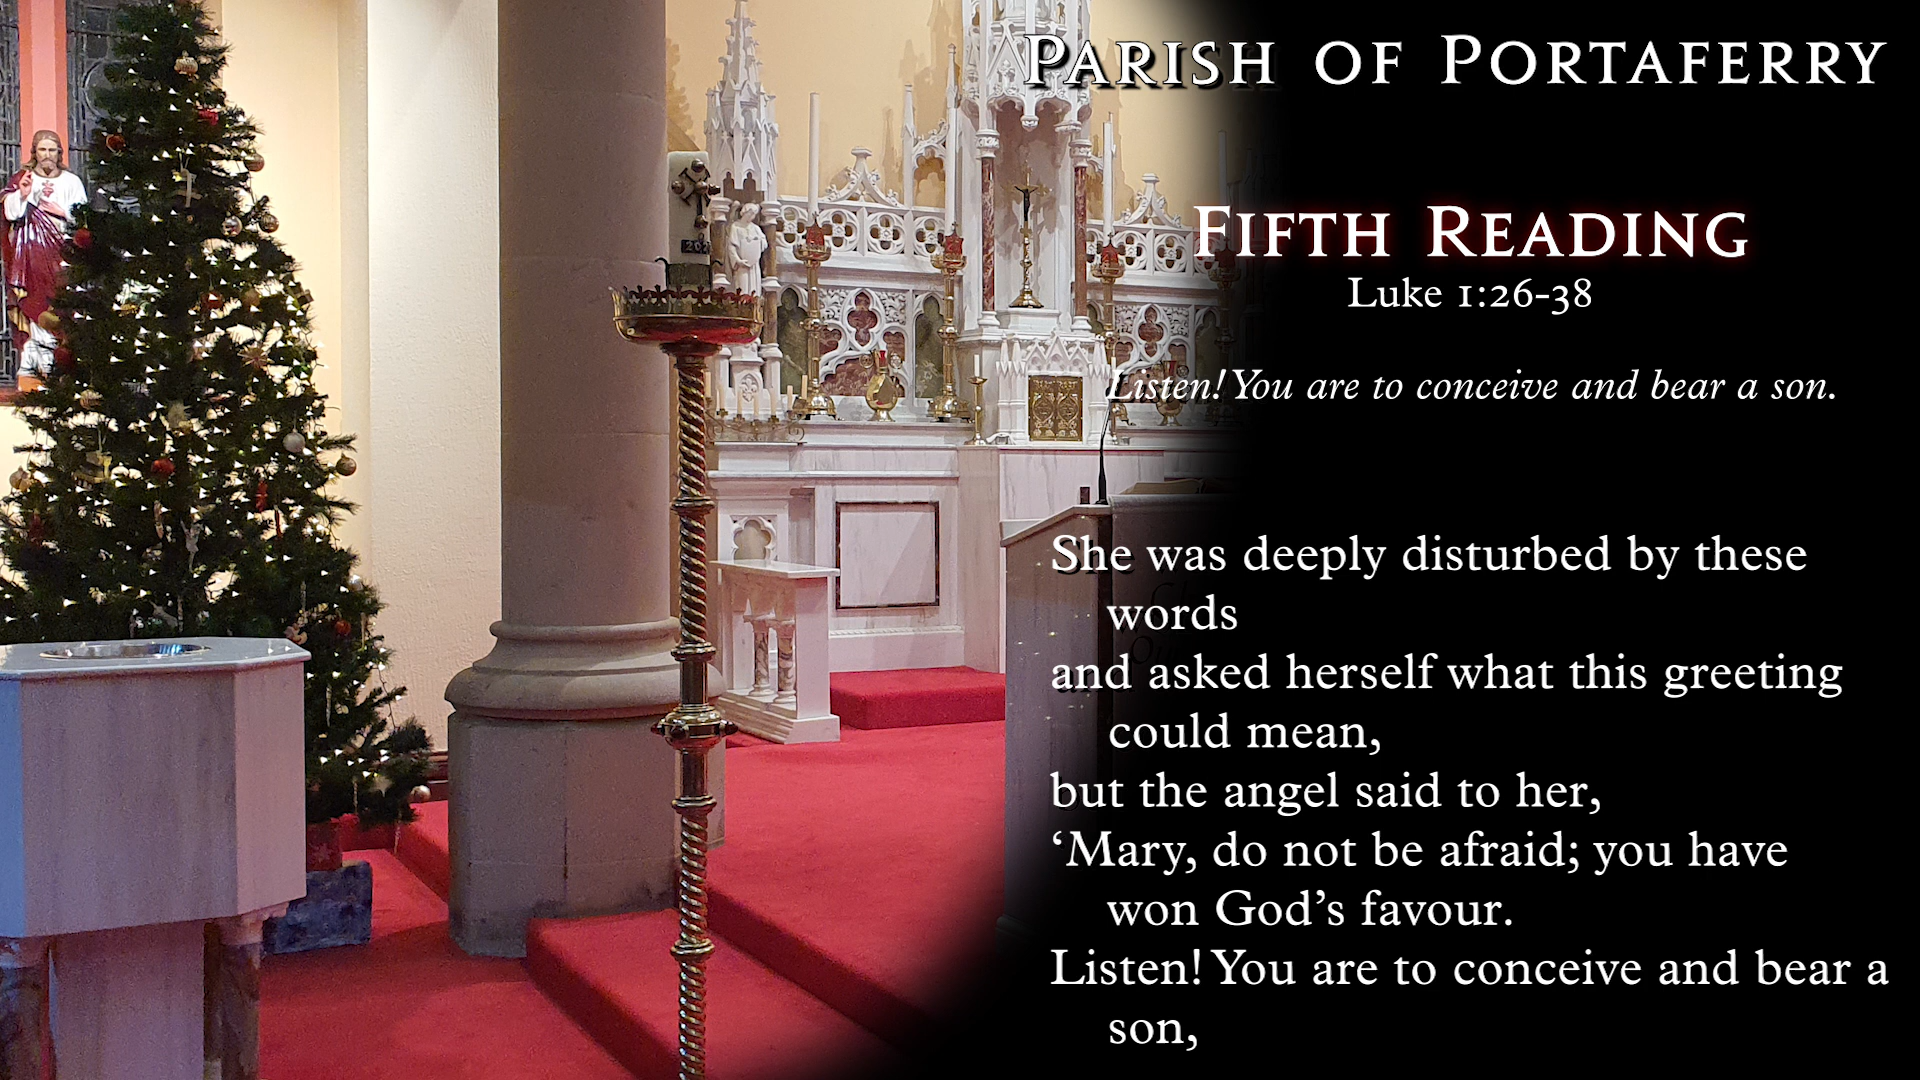 Parish of Portaferry
Fifth Reading
Luke 1:26-38
Listen! You are to conceive and bear a son.
She was deeply disturbed by these
words
and asked herself what this greeting
could mean,
but the angel said to her,
‘Mary, do not be afraid; you have
won God’s favour.
Listen! You are to conceive and bear a
son,